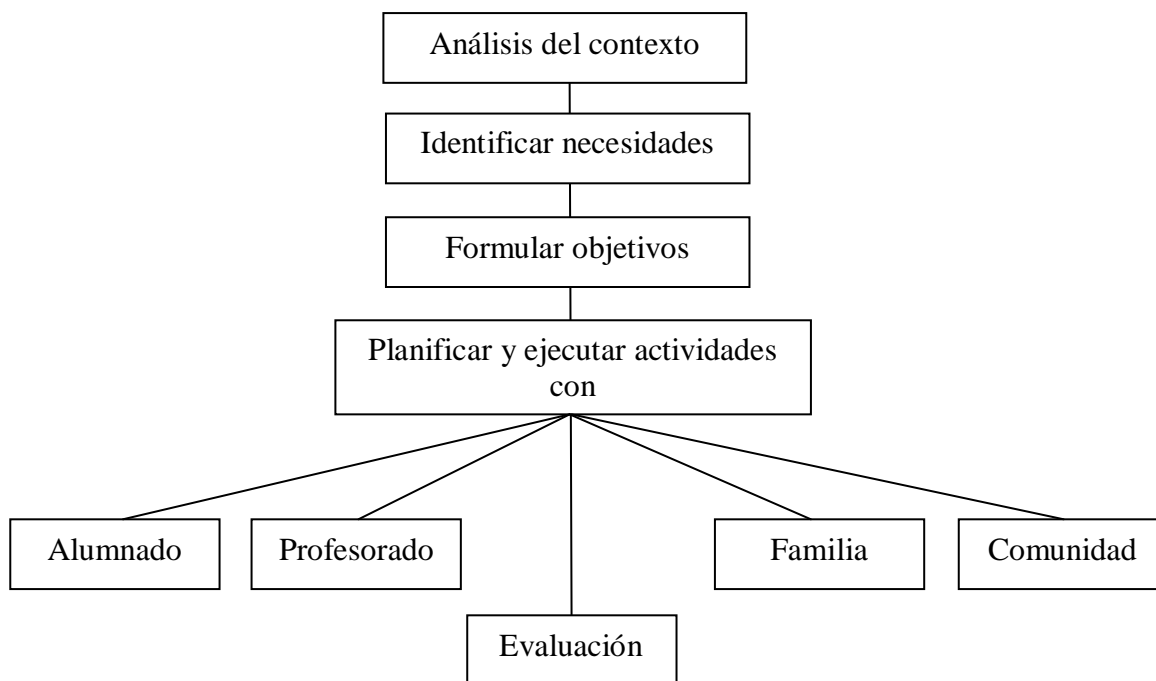 Análisis del contexto
Identificar necesidades
Formular objetivos
Planificar y ejecutar actividades
con
Alumnado
Profesorado
Familia
Comunidad
Evaluación